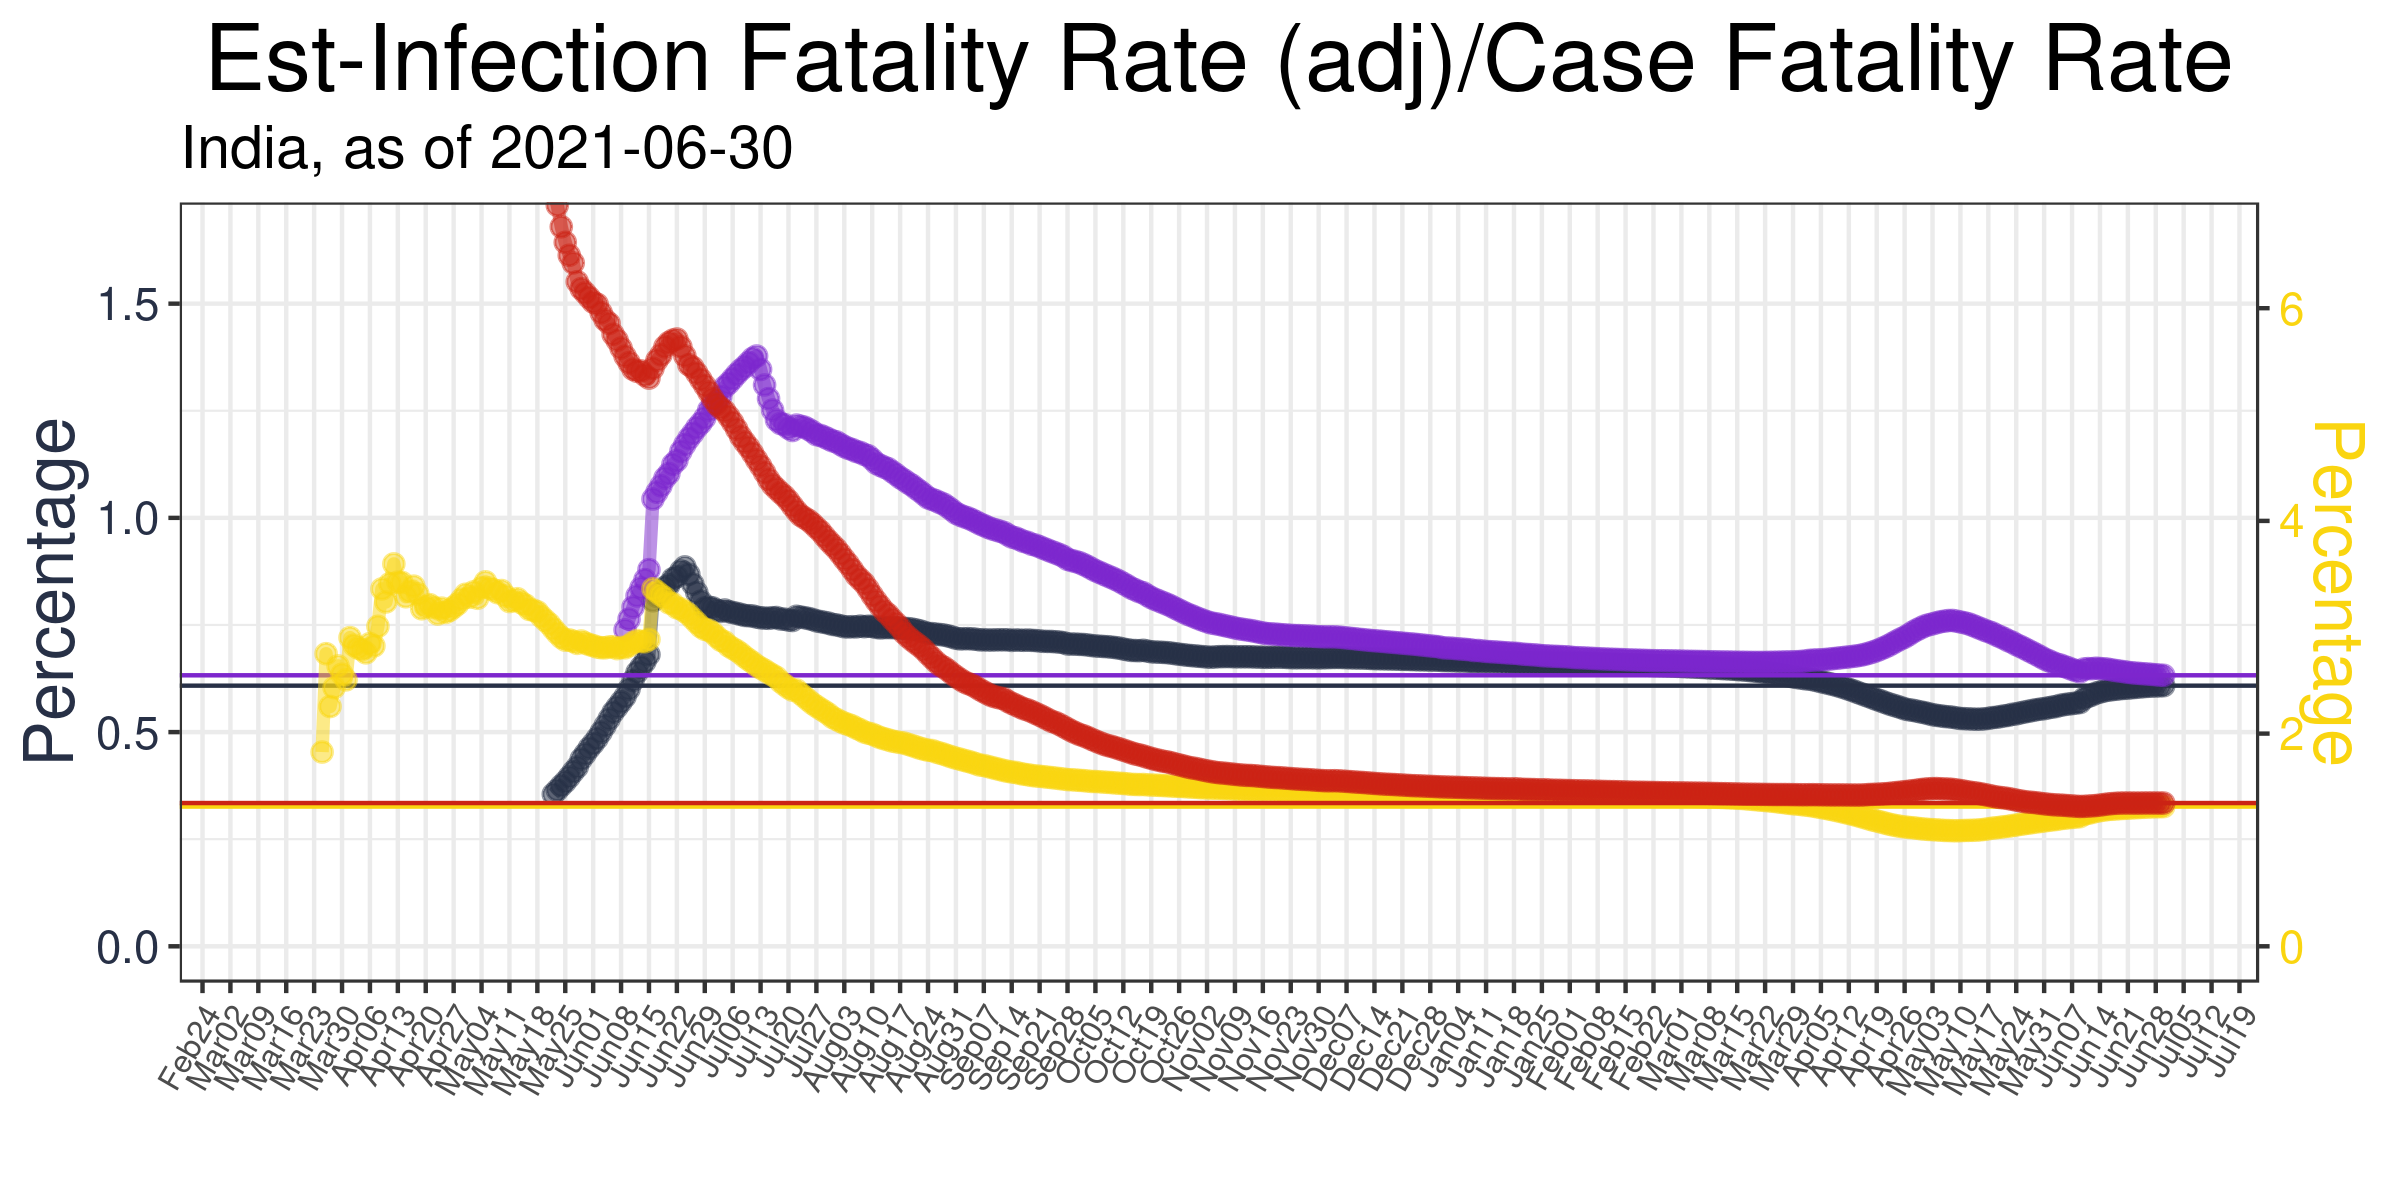 Est-Infection Fatality Rate (adj)/Case Fatality Rate
India, as of 2021-06-30
Percentage
1.5
1.0
0.5
0.0
6
4
2
0
Percentage
Feb24
Mar02
Mar09
Mar16
Mar23
Mar30
Apr06
Apr13
Apr20
Apr27
May04
May11
May18
May25
Jun01
Jun08
Jun15
Jun22
Jun29
Jul06
Jul13
Jul20
Jul27
Aug03
Aug10
Aug17
Aug24
Aug31
Sep07
Sep14
Sep21
Sep28
Oct05
Oct12
Oct19
Oct26
Nov02
Nov09
Nov16
Nov23
Nov30
Dec07
Dec14
Dec21
Dec28
Jan04
Jan11
Jan18
Jan25
Feb01
Feb08
Feb15
Feb22
Mar01
Mar08
Mar15
Mar22
Mar29
Apr05
Apr12
Apr19
Apr26
May03
May10
May17
May24
May31
Jun07
Jun14
Jun21
Jun28
Jul05
Jul12
Jul19